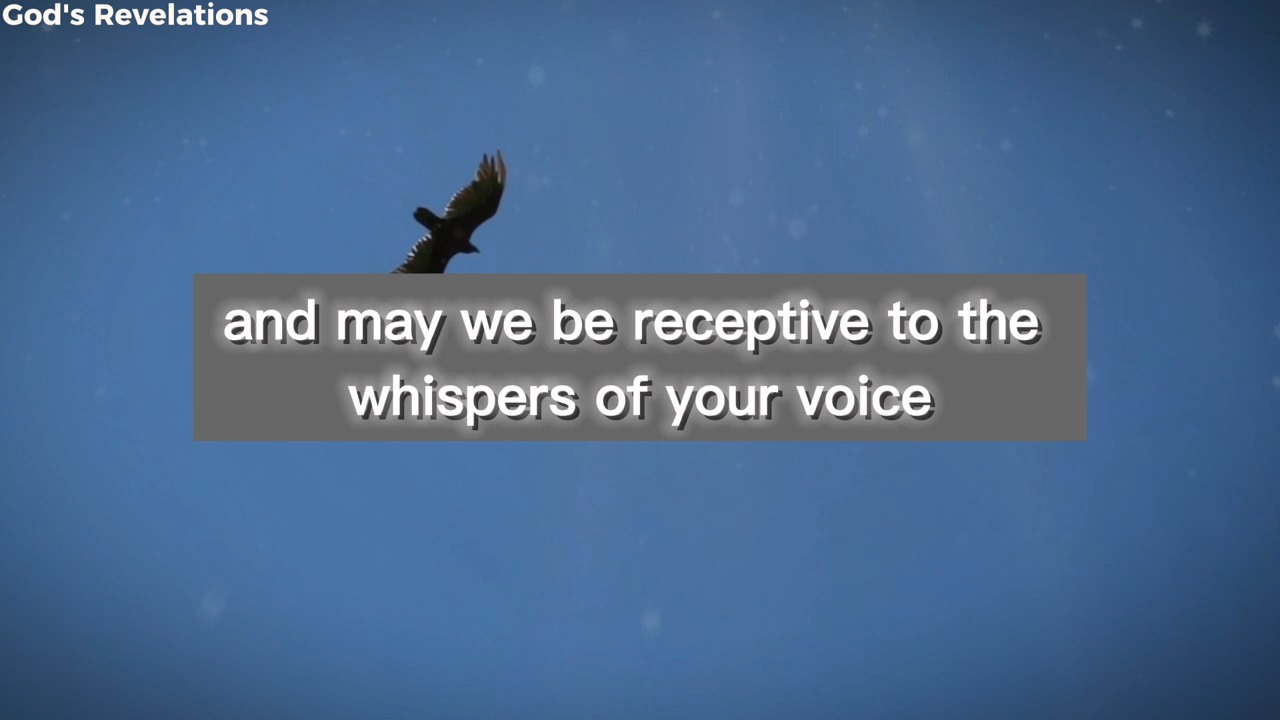 God's Revelations
and may we be receptive to the
whispers of your voice